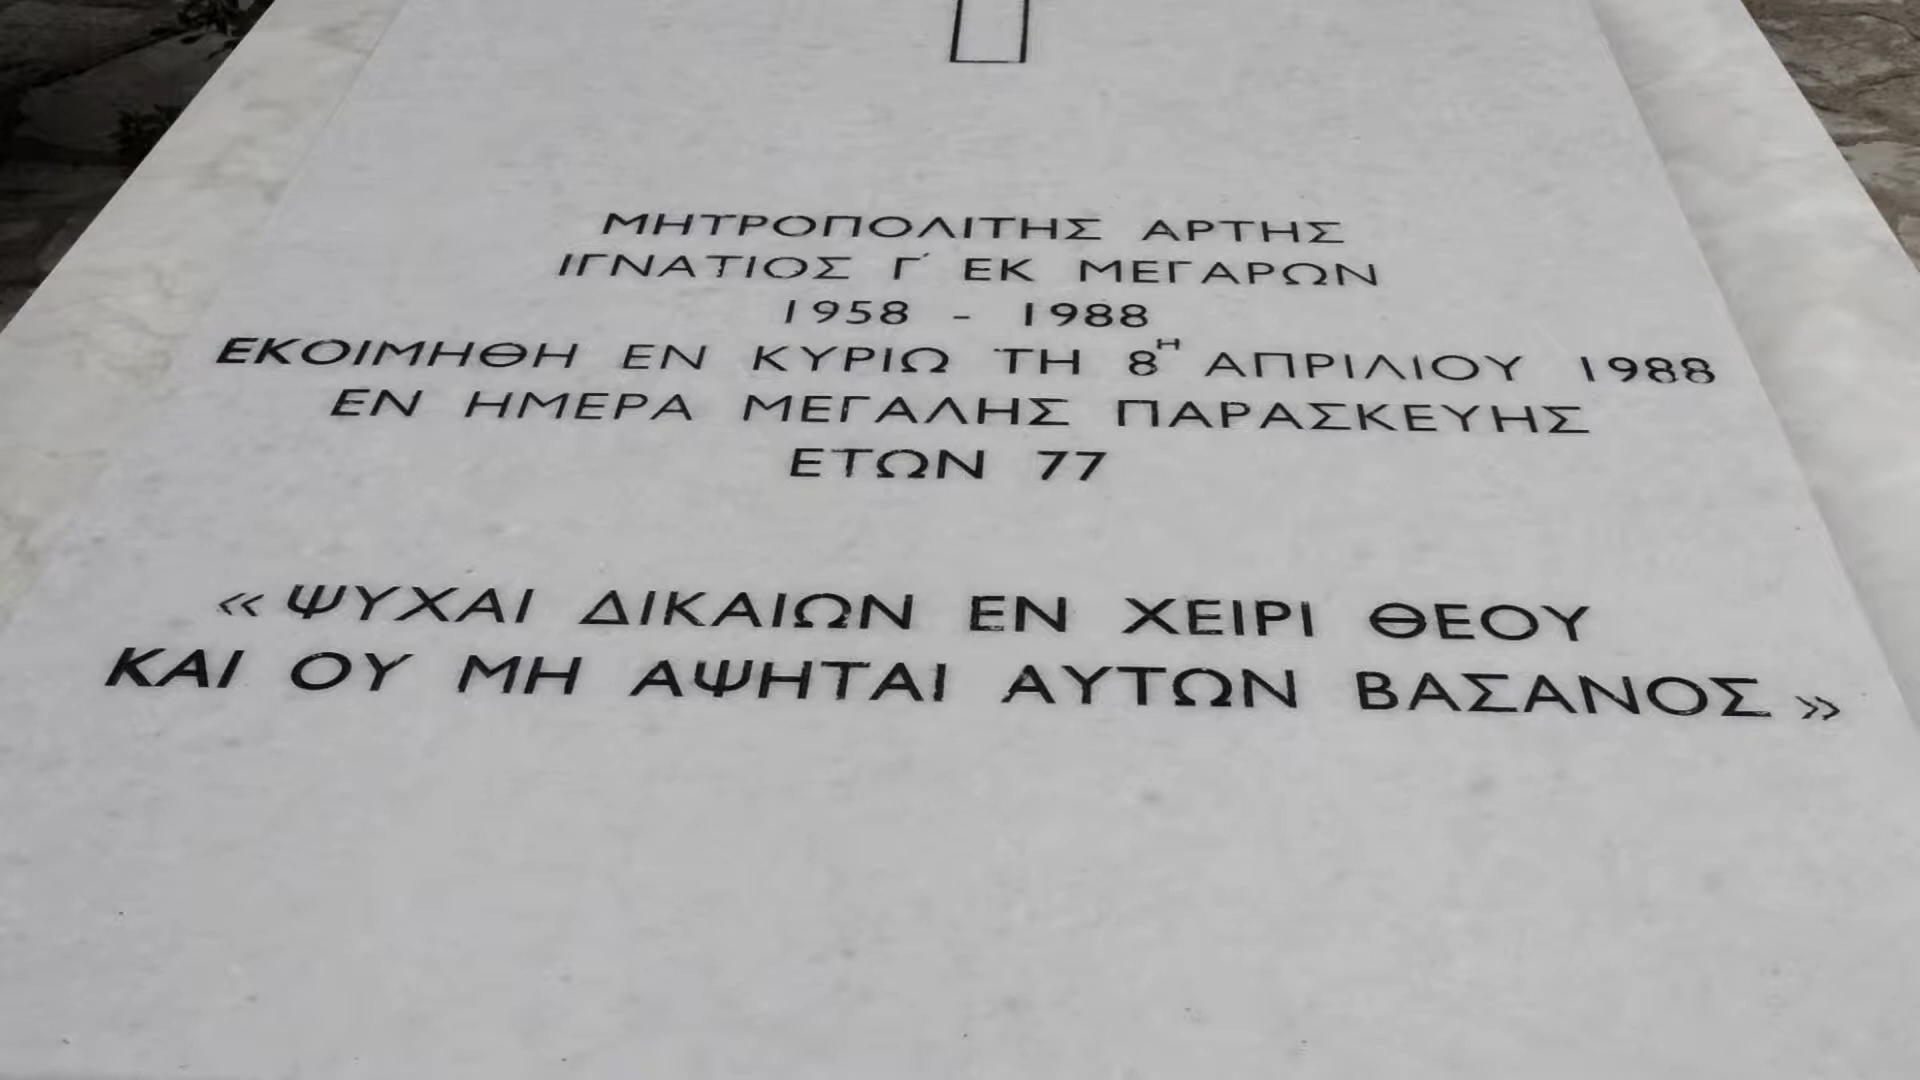 ΜΗΤΡΟΠΟΛΙΤΗΣ ΑΡΤΗΣ
ΙΓΝΑΤΙΟΣ Γ΄ ΕΚ ΜΕΓΑΡΩΝ
1958 - 1988
ΕΚΟΙΜΗΘΗ ΕΝ ΚΥΡΙΩ ΤΗ 8ᴴ ΑΠΡΙΛΙΟΥ 1988
ΕΝ ΗΜΕΡΑ ΜΕΓΑΛΗΣ ΠΑΡΑΣΚΕΥΗΣ
ΕΤΩΝ 77
«ΨΥΧΑΙ ΔΙΚΑΙΩΝ ΕΝ ΧΕΙΡΙ ΘΕΟΥ
ΚΑΙ ΟΥ ΜΗ ΑΨΗΤΑΙ ΑΥΤΩΝ ΒΑΣΑΝΟΣ»